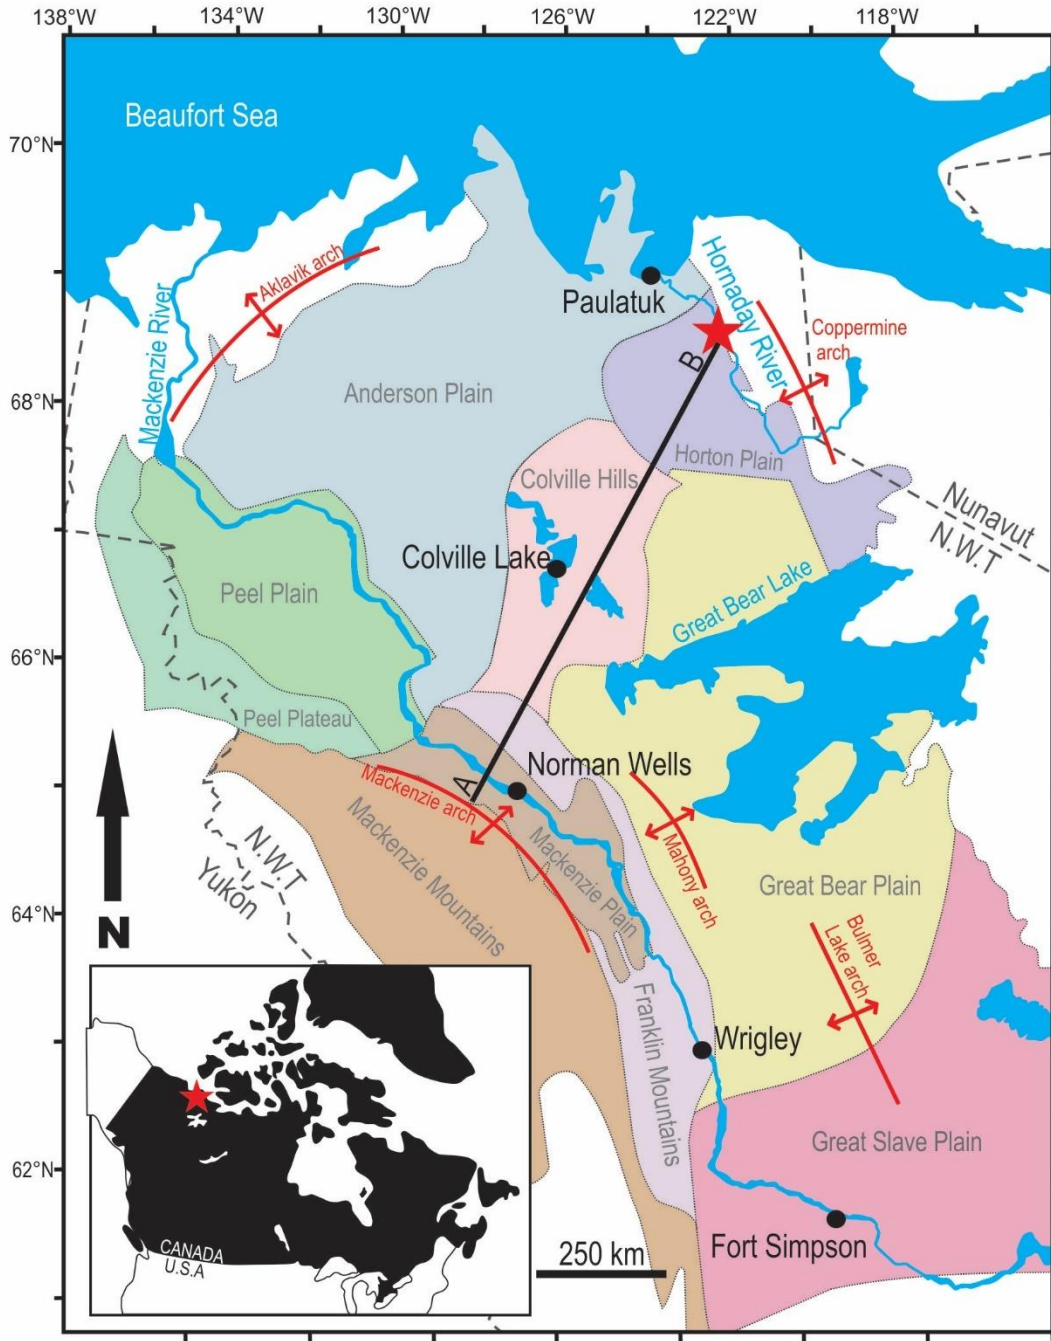 138°W
134°W
130°W
126°W
122°W
118°W
70°N
68°N
66°N
64°N
62°N
Beaufort Sea
Mackenzie River
Aklavik arch
Paulatuk
Hornaday River
Coppermine
arch
B
Anderson Plain
Horton Plain
Colville Hills
Nunavut
N.W.T
Colville Lake
Great Bear Lake
Peel Plain
Peel Plateau
Norman Wells
A
Mackenzie arch
Mackenzie Mountains
Mackenzie Plain
Mahony arch
Great Bear Plain
N.W.T
Yukon
N
Bulmer
Lake arch
Franklin Mountains
Wrigley
Great Slave Plain
Fort Simpson
250 km
CANADA
U.S.A